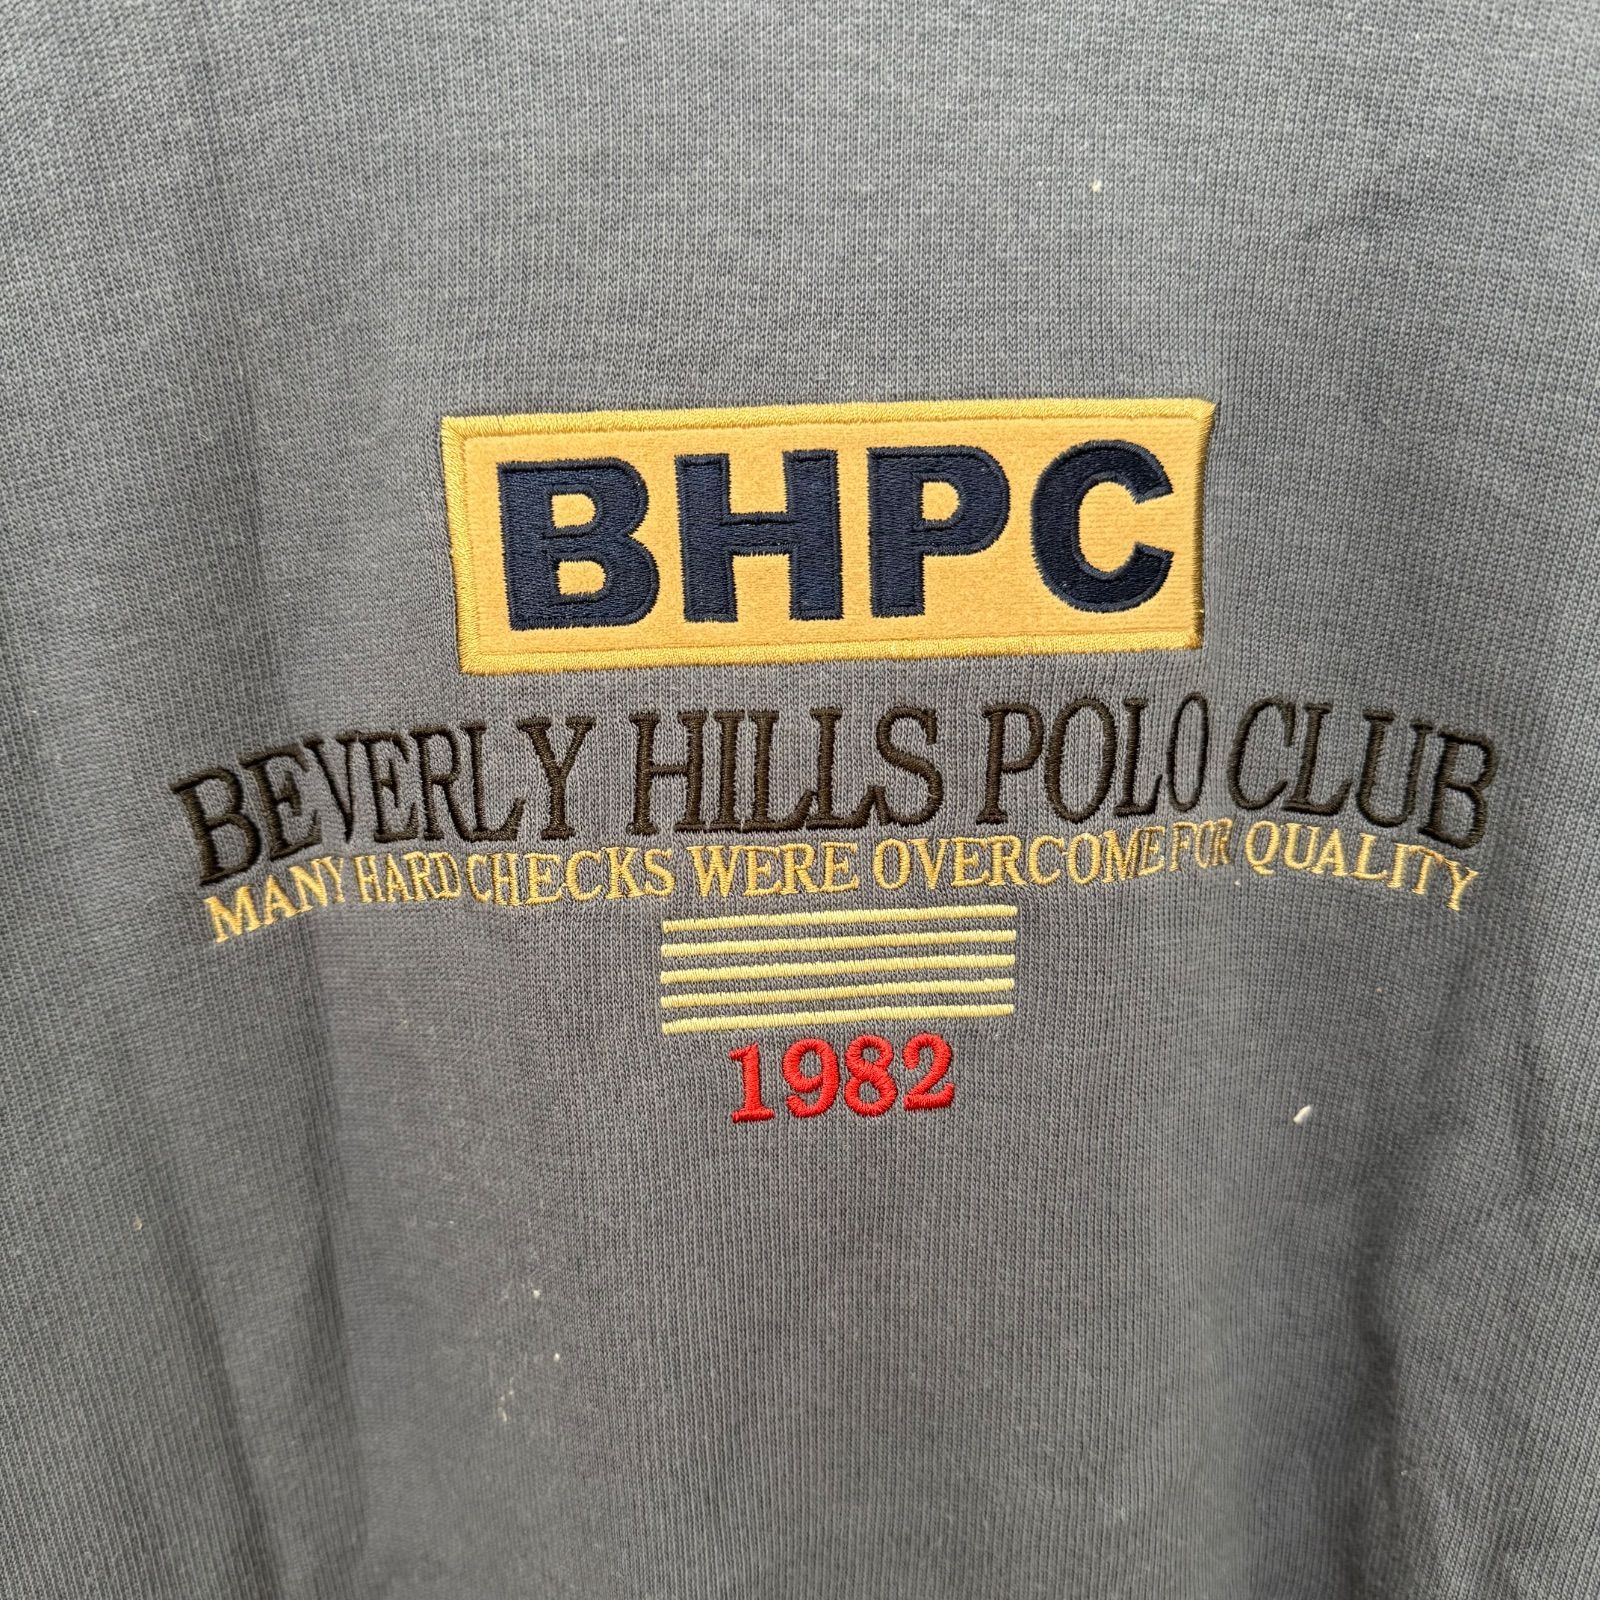 BHPC
BEVERLY HILLS POLO CLUB
MANY HARD CHECKS WERE OVERCOME FOR QUALITY
1982